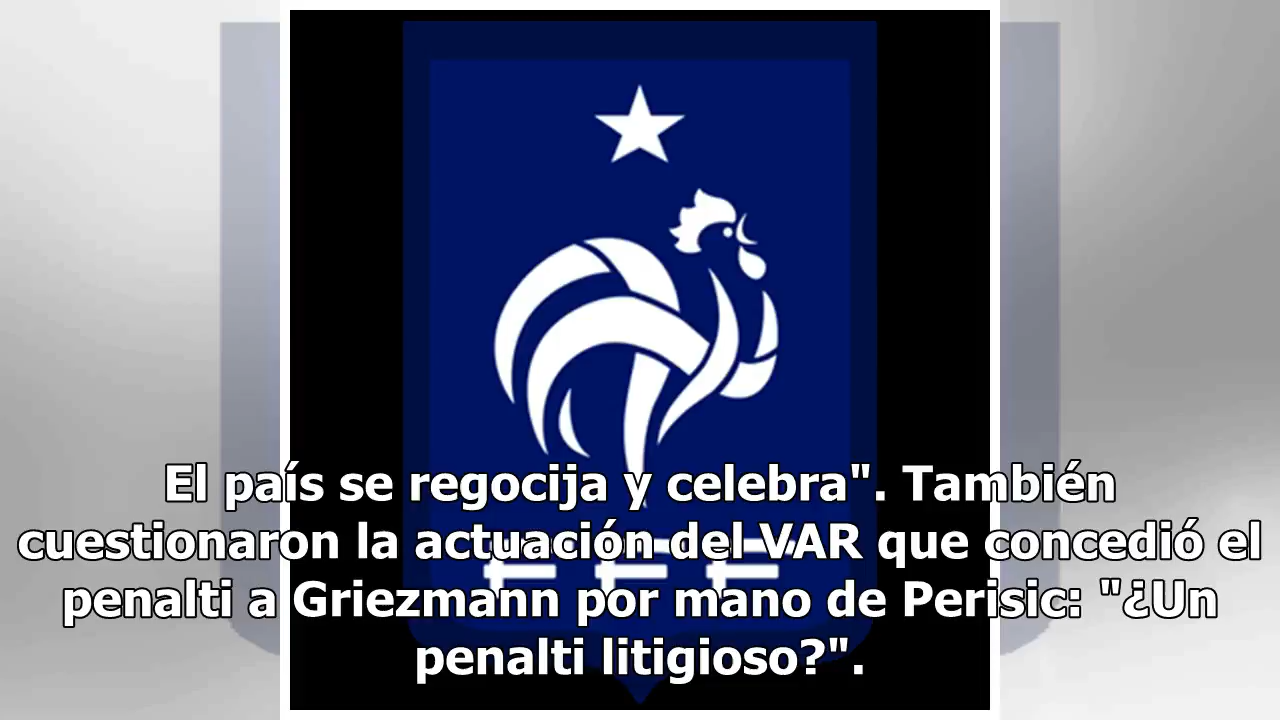 El país se regocija y celebra". También
cuestionaron la actuación del VAR que concedió el
penalti a Griezmann por mano de Perisic: "¿Un
penalti litigioso?".
FFF